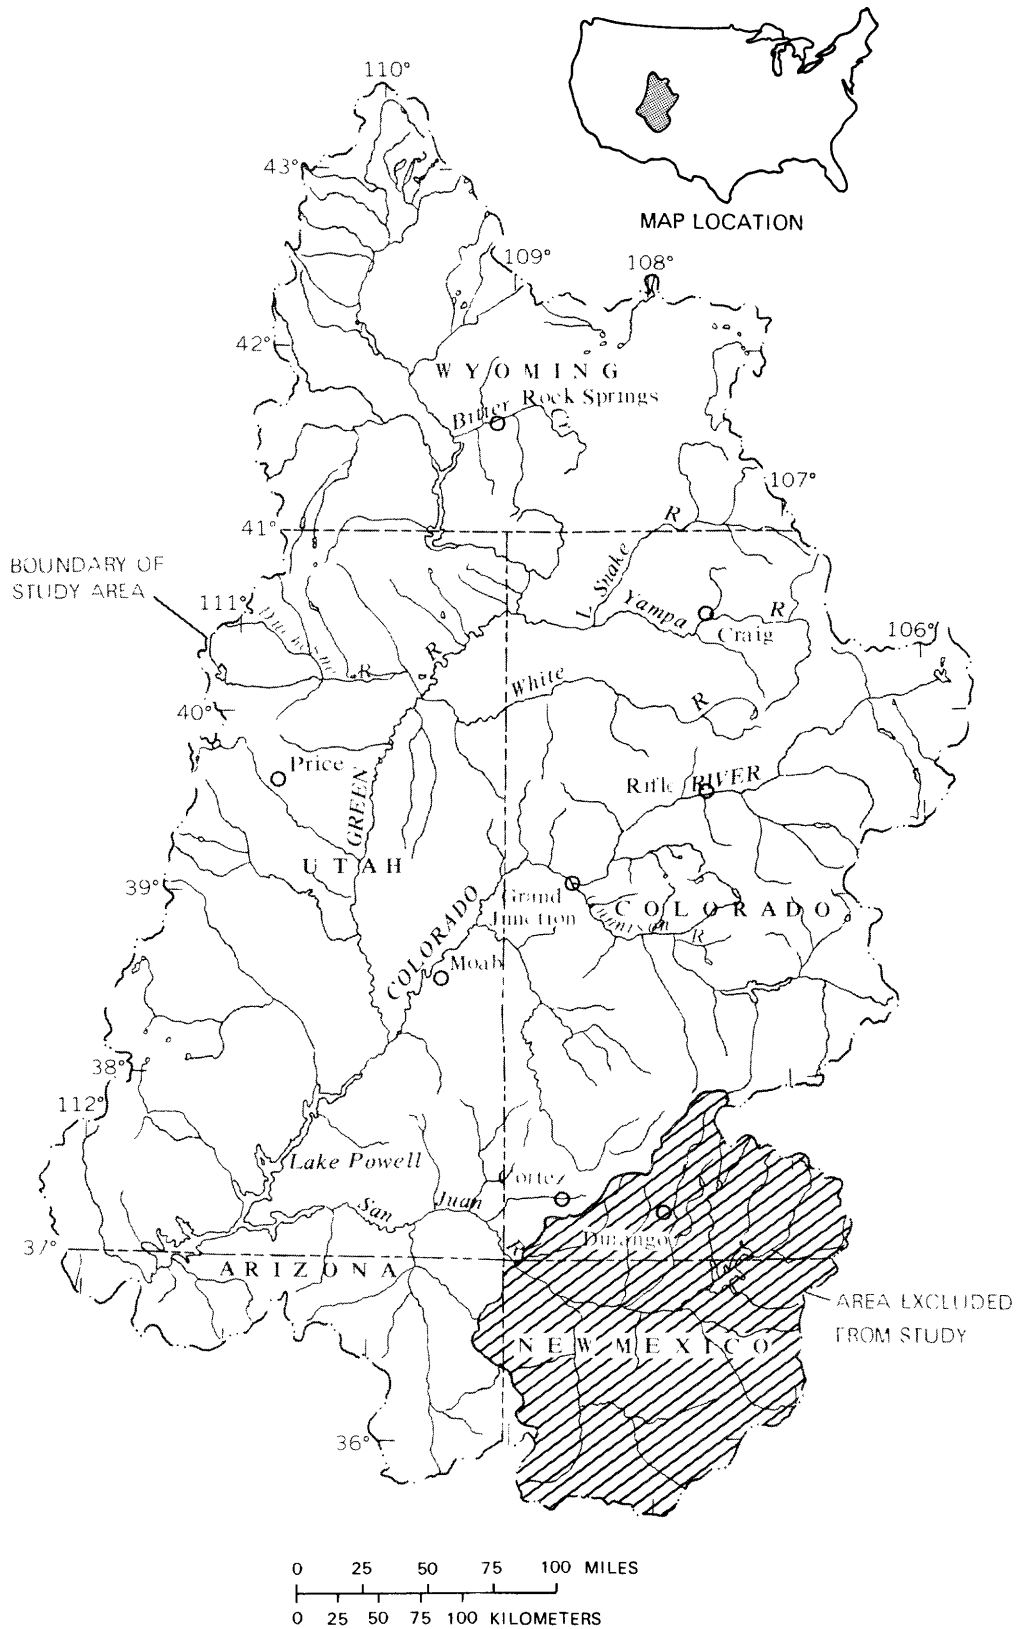 MAP LOCATION
110°
43°
109°
108°
42°
WYOMING
Rock Springs
Bitter
Cr
107°
41°
R
BOUNDARY OF
STUDY AREA
L. Snake
111°
Duchesne
R
R
Yampa
R
Craig
106°
White
R
40°
Price
GREEN
Rifle
RIVER
UTAH
39°
Grand
Junction
COLORADO
Gunnison
R
COLORADO
Moab
38°
112°
Lake Powell
Cortez
San
Juan
R
Durango
37°
ARIZONA
AREA EXCLUDED
FROM STUDY
NEW MEXICO
36°
0 25 50 75 100 MILES
0 25 50 75 100 KILOMETERS